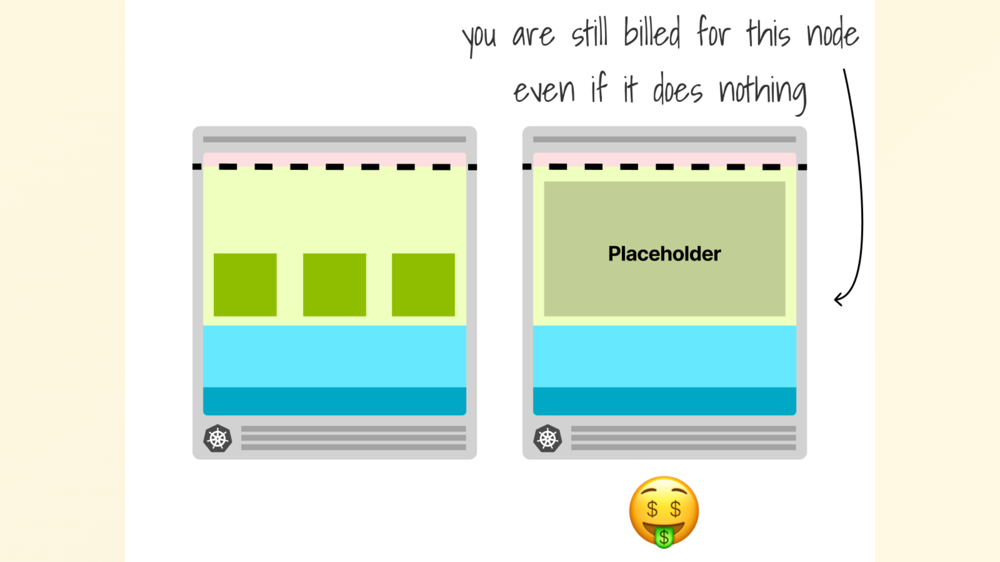 you are still billed for this node
even if it does nothing
Placeholder